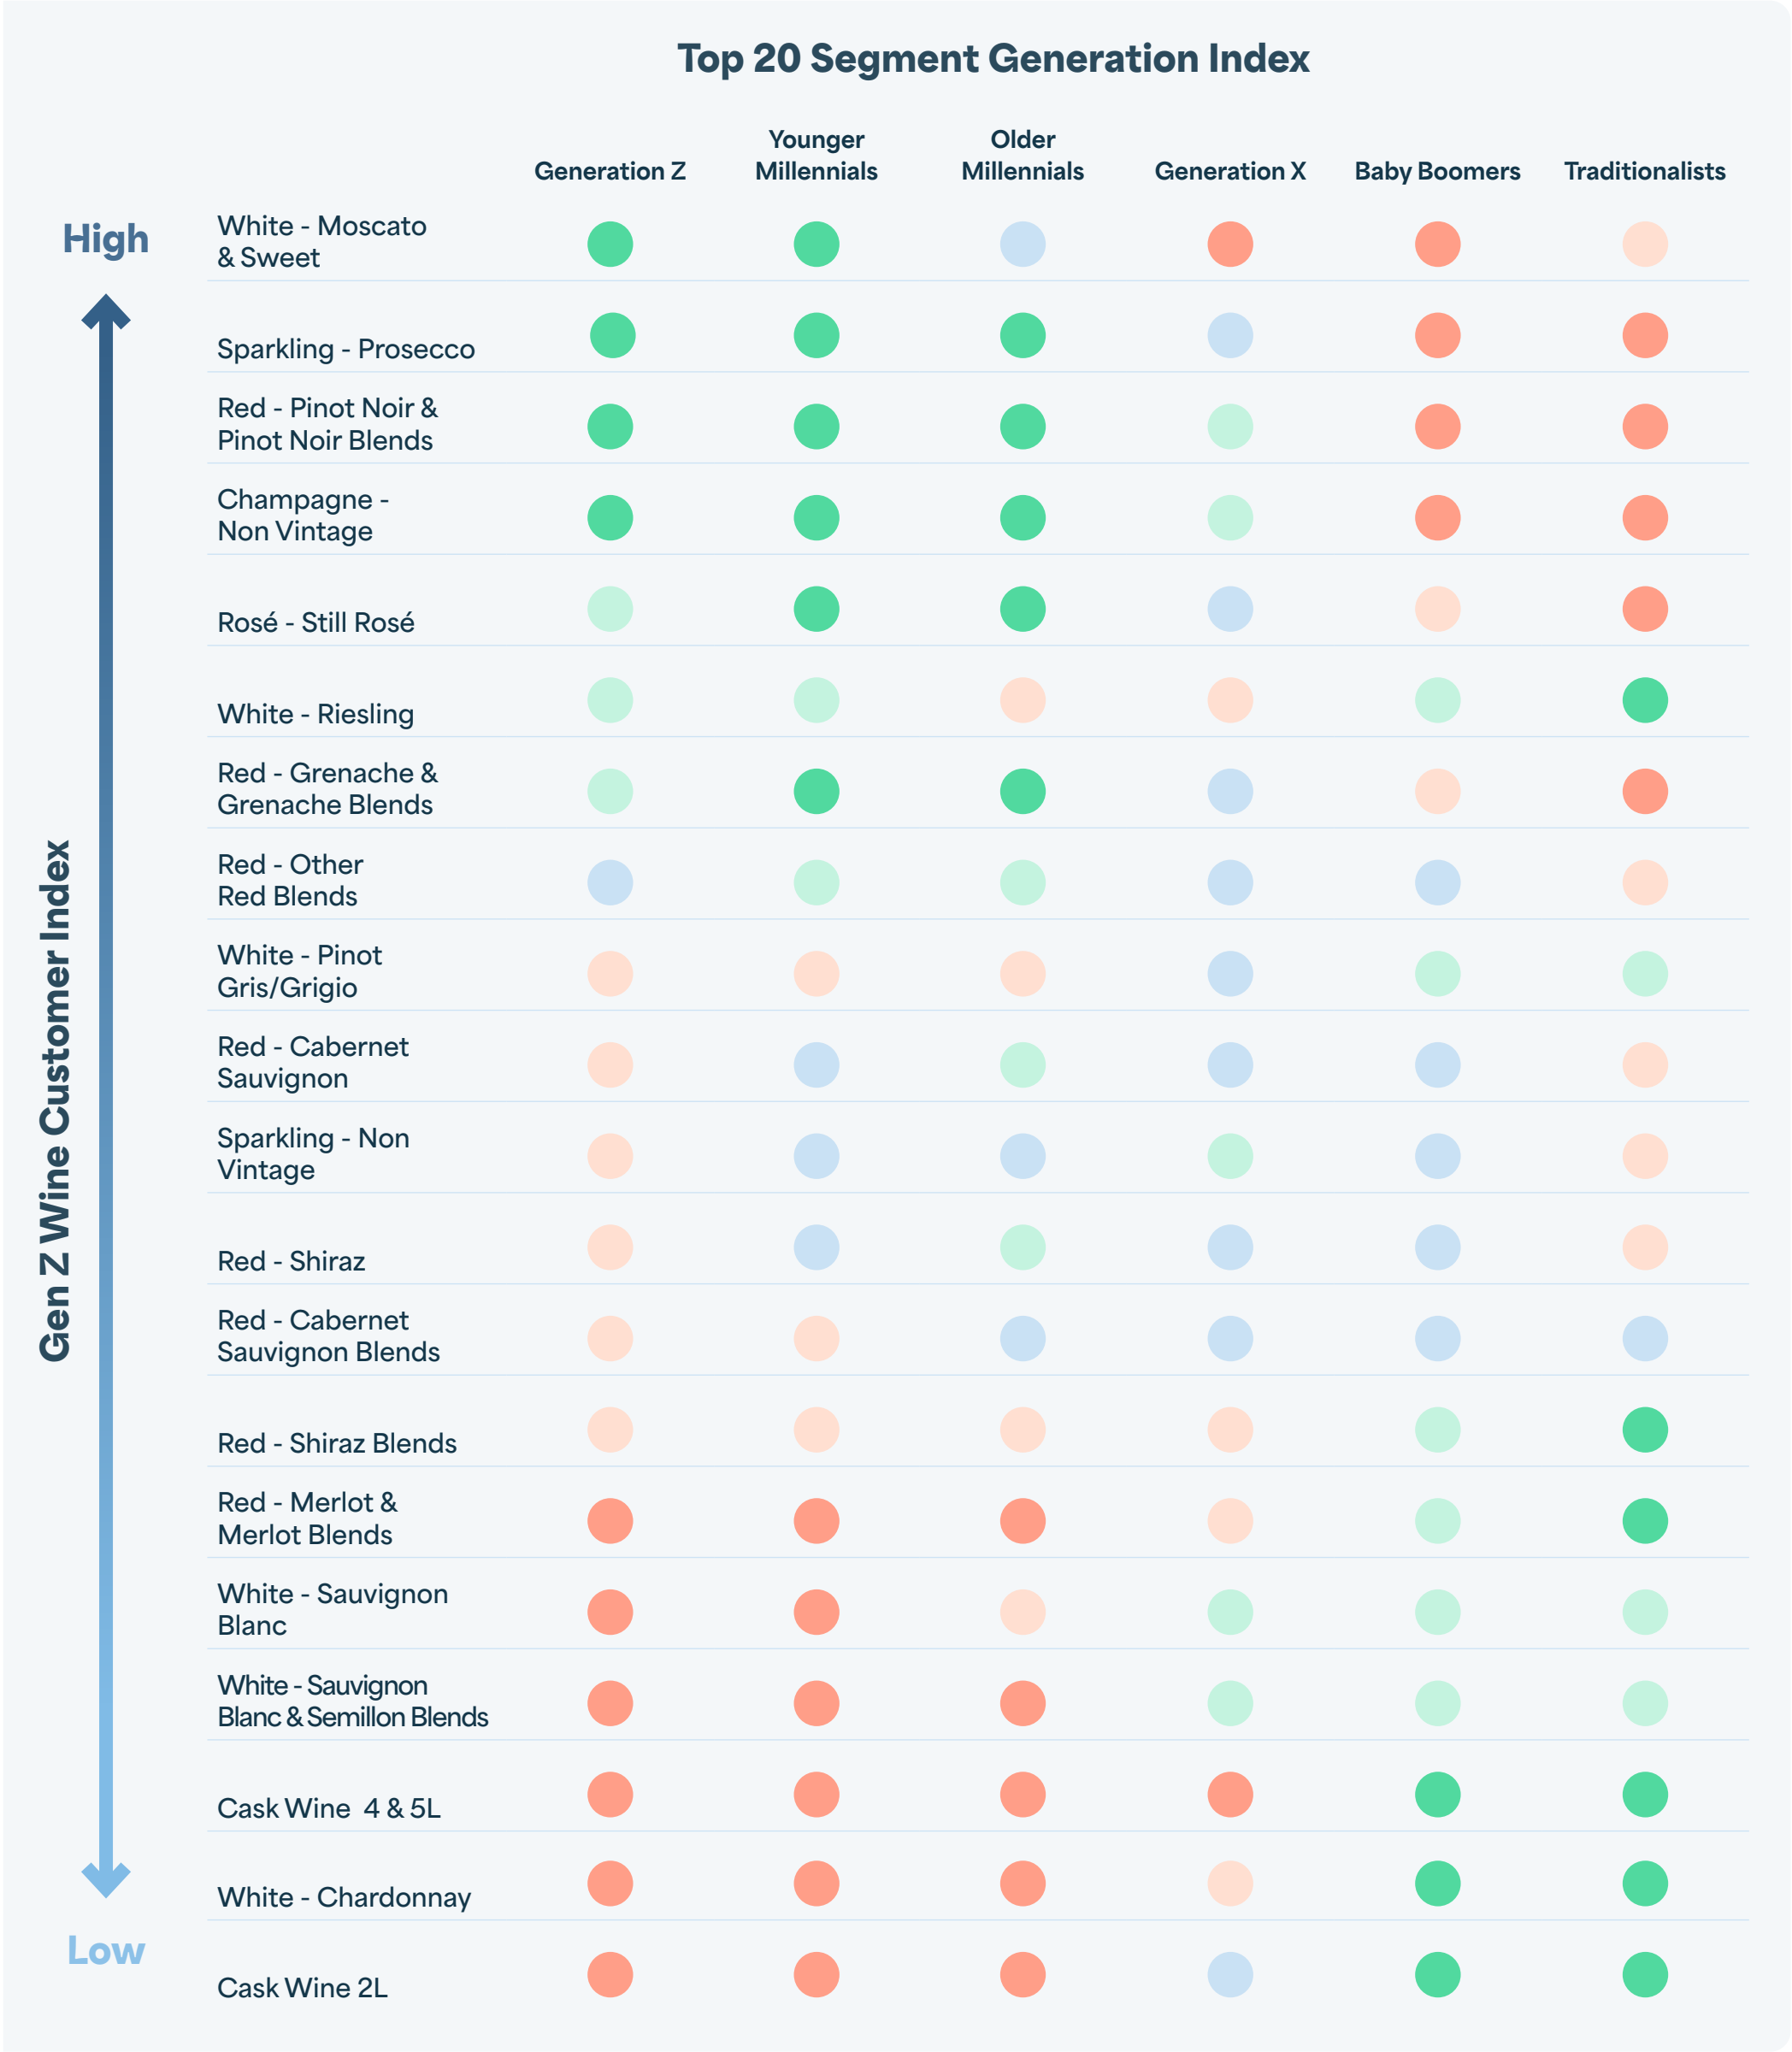 Top 20 Segment Generation Index
Generation Z
Younger
Millennials
Older
Millennials
Generation X
Baby Boomers
Traditionalists
High
Gen Z Wine Customer Index
Low
White - Moscato
& Sweet
Sparkling - Prosecco
Red - Pinot Noir &
Pinot Noir Blends
Champagne -
Non Vintage
Rosé - Still Rosé
White - Riesling
Red - Grenache &
Grenache Blends
Red - Other
Red Blends
White - Pinot
Gris/Grigio
Red - Cabernet
Sauvignon
Sparkling - Non
Vintage
Red - Shiraz
Red - Cabernet
Sauvignon Blends
Red - Shiraz Blends
Red - Merlot &
Merlot Blends
White - Sauvignon
Blanc
White - Sauvignon
Blanc & Semillon Blends
Cask Wine 4 & 5L
White - Chardonnay
Cask Wine 2L